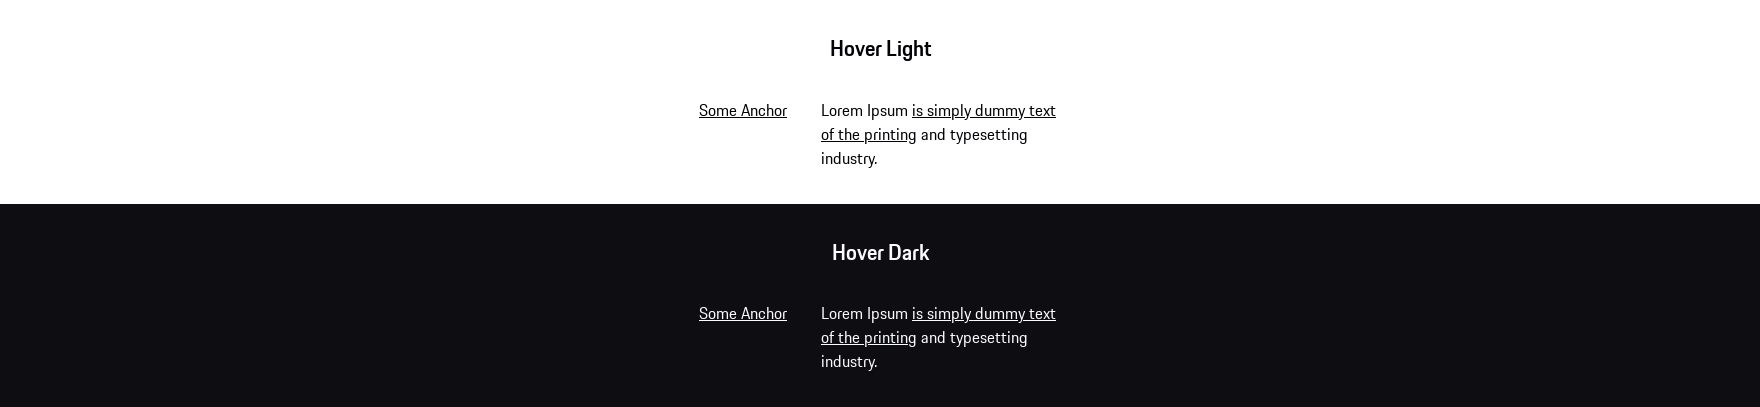 Hover Light
Some Anchor
Lorem Ipsum is simply dummy text
of the printing and typesetting
industry.
Hover Dark
Some Anchor
Lorem Ipsum is simply dummy text
of the printing and typesetting
industry.